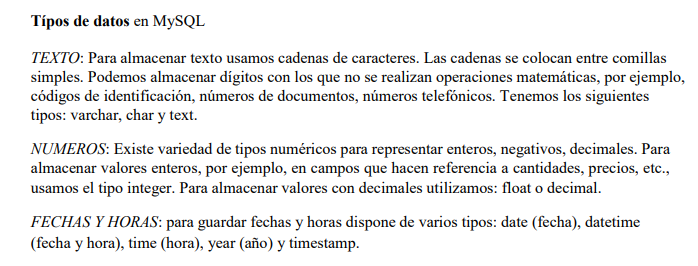 Típos de datos en MySQL
TEXTO: Para almacenar texto usamos cadenas de caracteres. Las cadenas se colocan entre comillas
simples. Podemos almacenar dígitos con los que no se realizan operaciones matemáticas, por ejemplo,
códigos de identificación, números de documentos, números telefónicos. Tenemos los siguientes
tipos: varchar, char y text.
NUMEROS: Existe variedad de tipos numéricos para representar enteros, negativos, decimales. Para
almacenar valores enteros, por ejemplo, en campos que hacen referencia a cantidades, precios, etc.,
usamos el tipo integer. Para almacenar valores con decimales utilizamos: float o decimal.
FECHAS Y HORAS: para guardar fechas y horas dispone de varios tipos: date (fecha), datetime
(fecha y hora), time (hora), year (año) y timestamp.